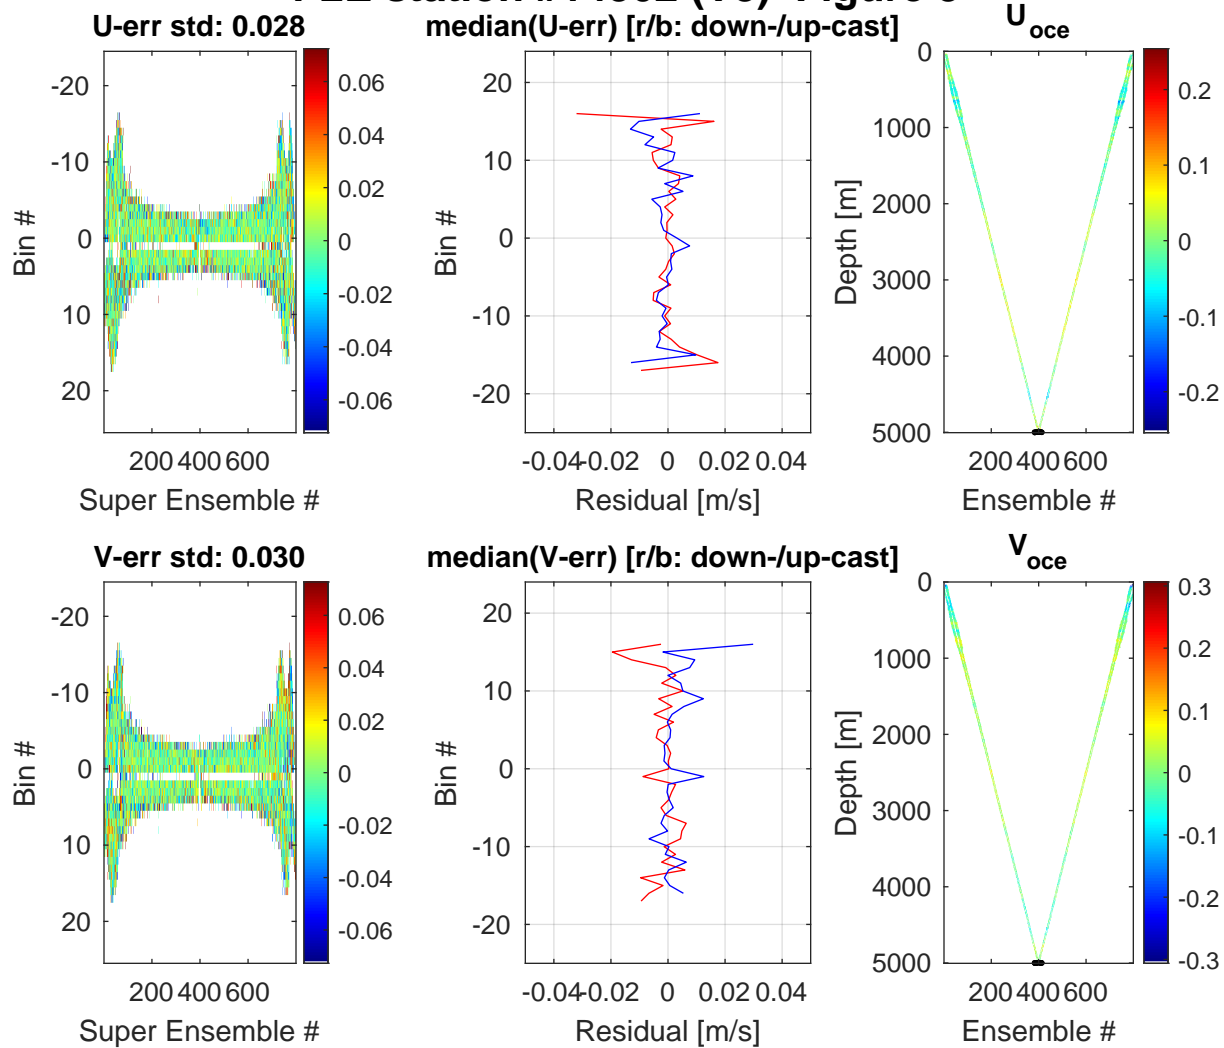 U-err std: 0.028
median(U-err) [r/b: down-/up-cast]
U_oce
-20
-10
0
10
20
Bin #
200 400 600
Super Ensemble #
0.06
0.04
0.02
0
-0.02
-0.04
-0.06
20
10
0
-10
-20
Bin #
-0.04 -0.02 0 0.02 0.04
Residual [m/s]
0
1000
2000
3000
4000
5000
Depth [m]
200 400 600
Ensemble #
0.2
0.1
0
-0.1
-0.2
V-err std: 0.030
median(V-err) [r/b: down-/up-cast]
V_oce
-20
-10
0
10
20
Bin #
200 400 600
Super Ensemble #
0.06
0.04
0.02
0
-0.02
-0.04
-0.06
20
10
0
-10
-20
Bin #
-0.04 -0.02 0 0.02 0.04
Residual [m/s]
0
1000
2000
3000
4000
5000
Depth [m]
200 400 600
Ensemble #
0.3
0.2
0.1
0
-0.1
-0.2
-0.3